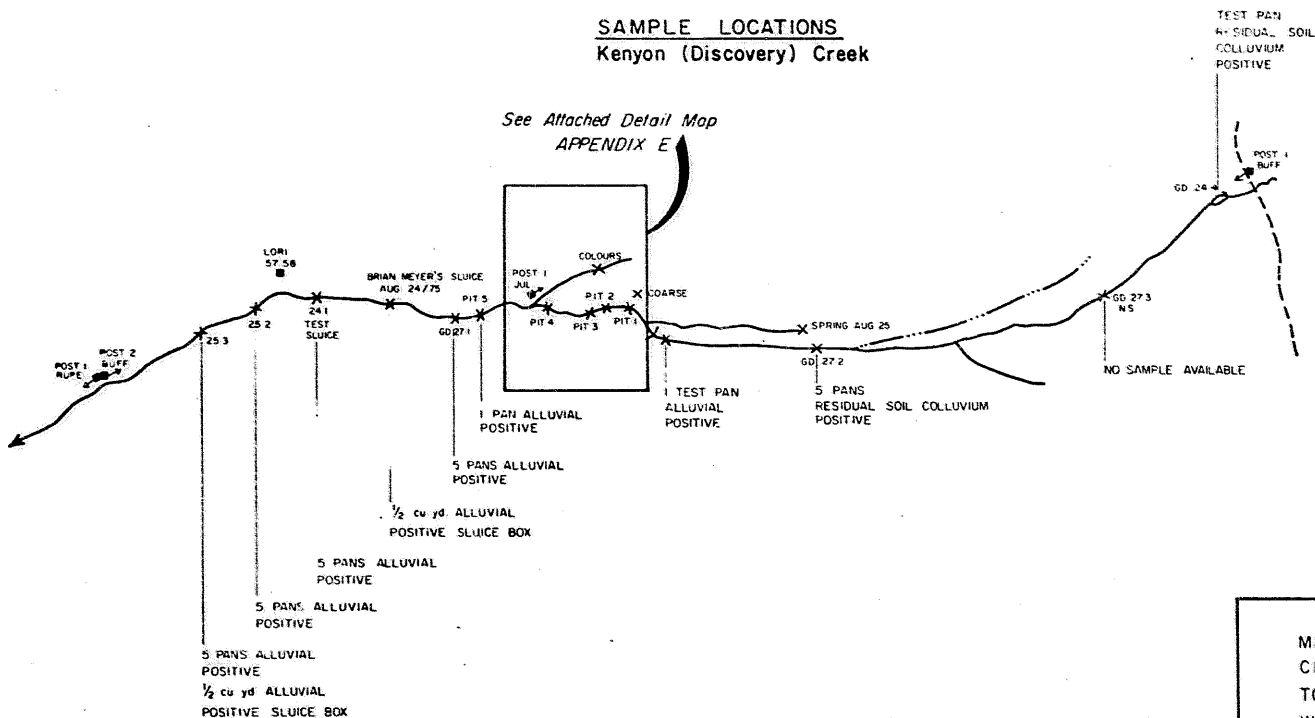 SAMPLE LOCATIONS
Kenyon (Discovery) Creek
TEST PAN
RESIDUAL SOIL
COLLUVIUM
POSITIVE
See Attached Detail Map
APPENDIX E
POST 1
BUFF
GD 24
LORI
57 58
BRIAN MEYER'S SLUICE
AUG 24/75
COLOURS
POST 1
JUL
COARSE
PIT 5
PIT 4
PIT 3
PIT 2
PIT 1
24.1
TEST
SLUICE
25.2
25.3
GD 27.1
SPRING AUG 25
GD 27.2
GD 27.3
NS
POST 1
RUPE
POST 2
BUFF
NO SAMPLE AVAILABLE
1 TEST PAN
ALLUVIAL
POSITIVE
5 PANS
RESIDUAL SOIL COLLUVIUM
POSITIVE
1 PAN ALLUVIAL
POSITIVE
5 PANS ALLUVIAL
POSITIVE
½ cu yd ALLUVIAL
POSITIVE SLUICE BOX
5 PANS ALLUVIAL
POSITIVE
5 PANS ALLUVIAL
POSITIVE
5 PANS ALLUVIAL
POSITIVE
½ cu yd ALLUVIAL
POSITIVE SLUICE BOX